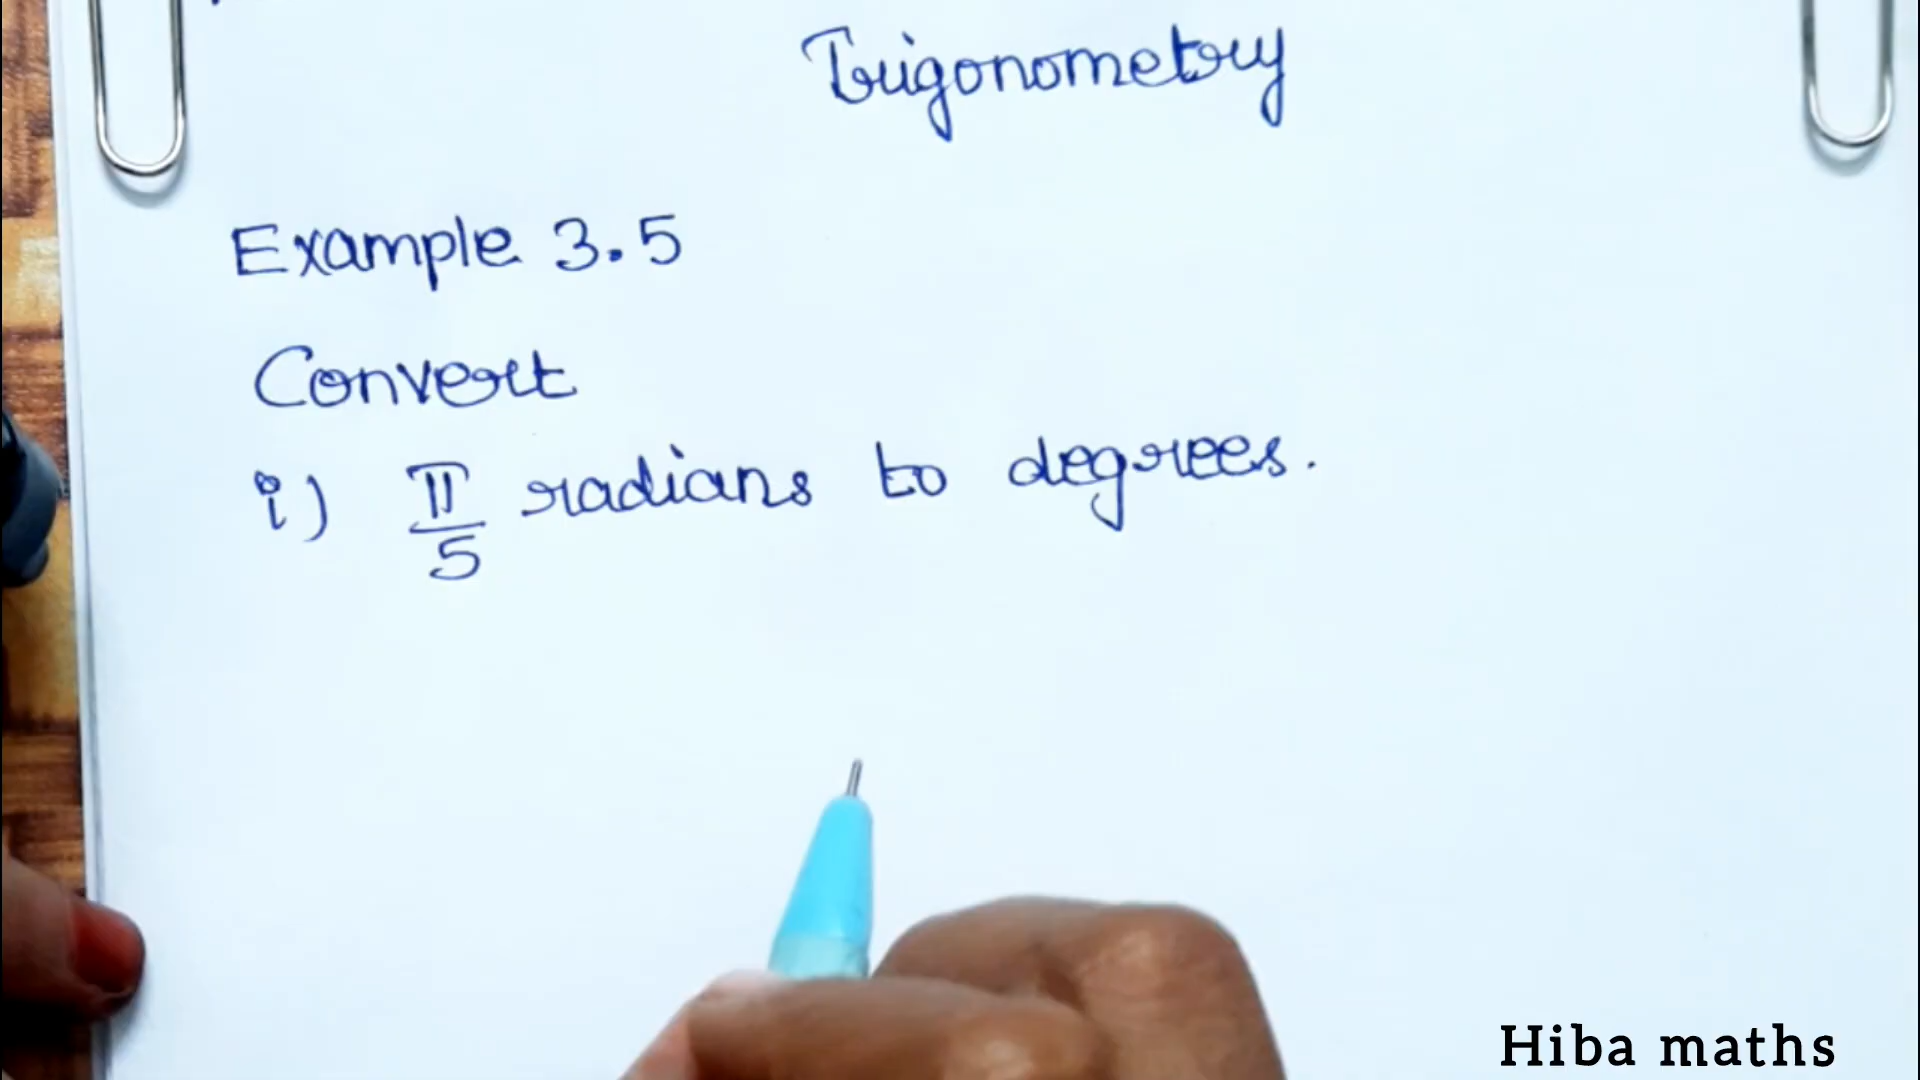 Trigonometry
Example 3.5
Convert
i) π/5 radians to degrees.
Hiba maths